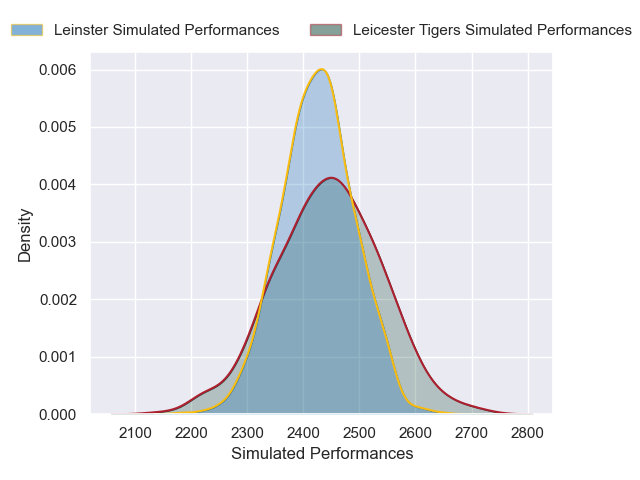 Leinster Simulated Performances Leicester Tigers Simulated Performances
0.006
0.005
0.004
0.003
0.002
0.001
0.000
Density
2100 2200 2300 2400 2500 2600 2700 2800
Simulated Performances